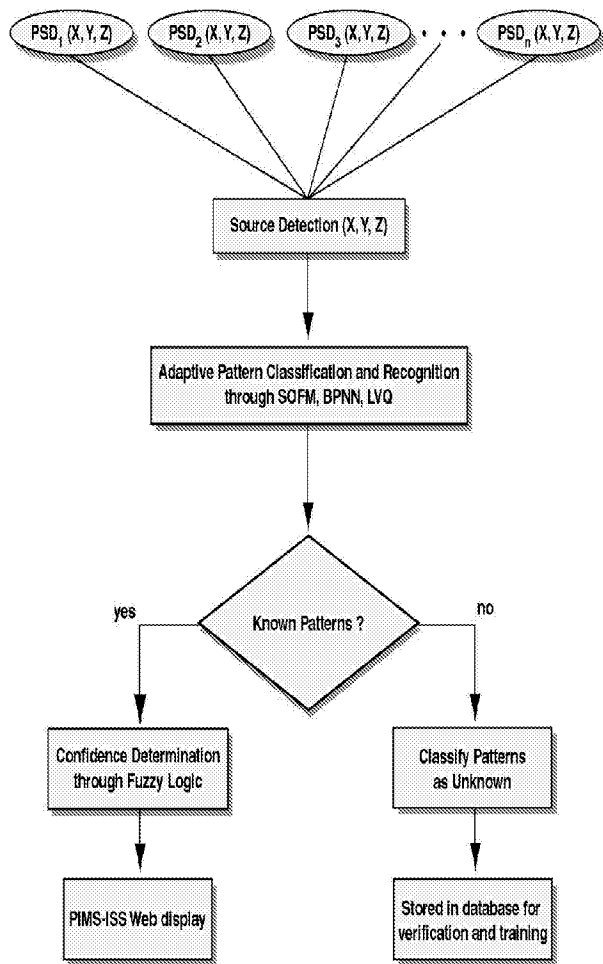 PSD1 (X, Y, Z) PSD2 (X, Y, Z) PSD3 (X, Y, Z) • • • PSDn (X, Y, Z)
Source Detection (X, Y, Z)
Adaptive Pattern Classification and Recognition
through SOFM, BPNN, LVQ
Known Patterns ?
yes
no
Confidence Determination
through Fuzzy Logic
Classify Patterns
as Unknown
PIMS-ISS Web display
Stored in database for
verification and training